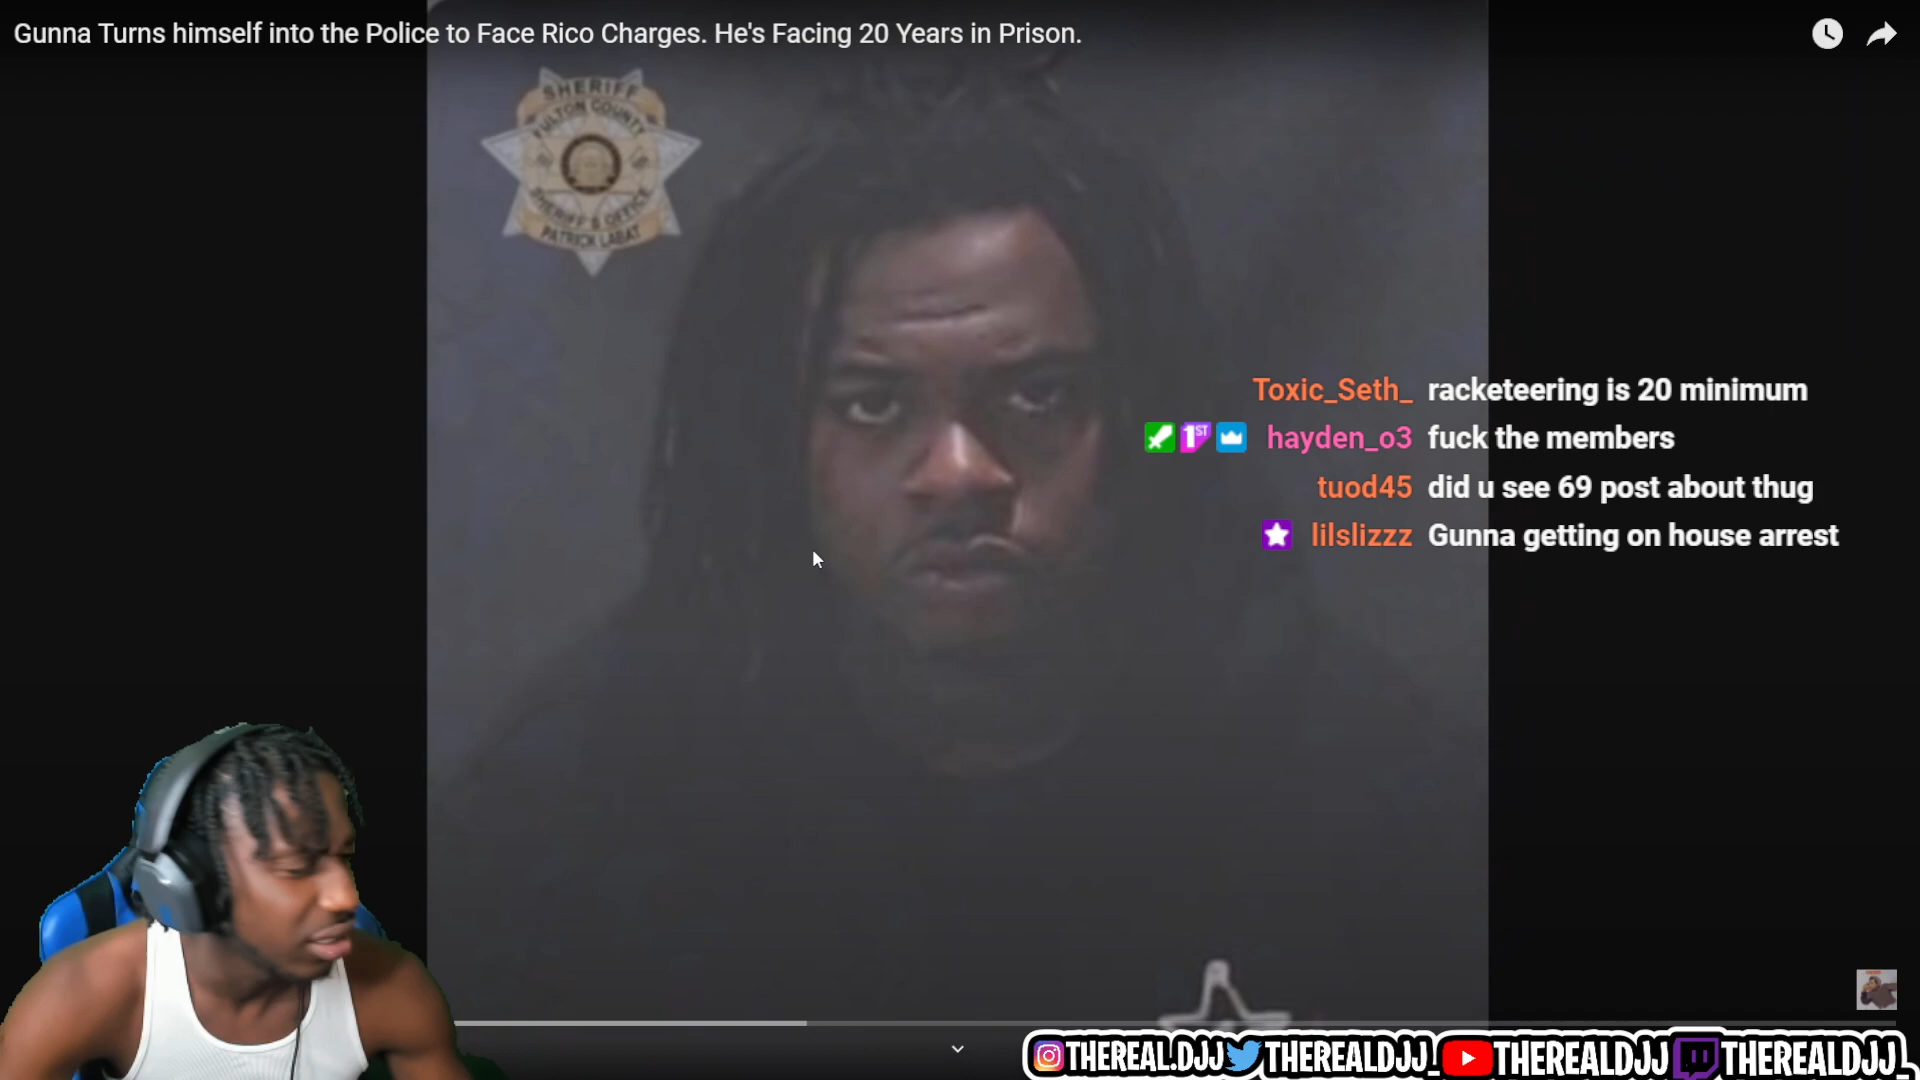 Gunna Turns himself into the Police to Face Rico Charges. He's Facing 20 Years in Prison.
SHERIFF
FULTON COUNTY
SHERIFF'S OFFICE
PATRICK LABAT
Toxic_Seth_ racketeering is 20 minimum
1ST hayden_o3 fuck the members
tuod45 did u see 69 post about thug
lilslizzz Gunna getting on house arrest
THEREAL.DJJ THEREALDJJ_ THEREALDJJ THEREALDJJ_